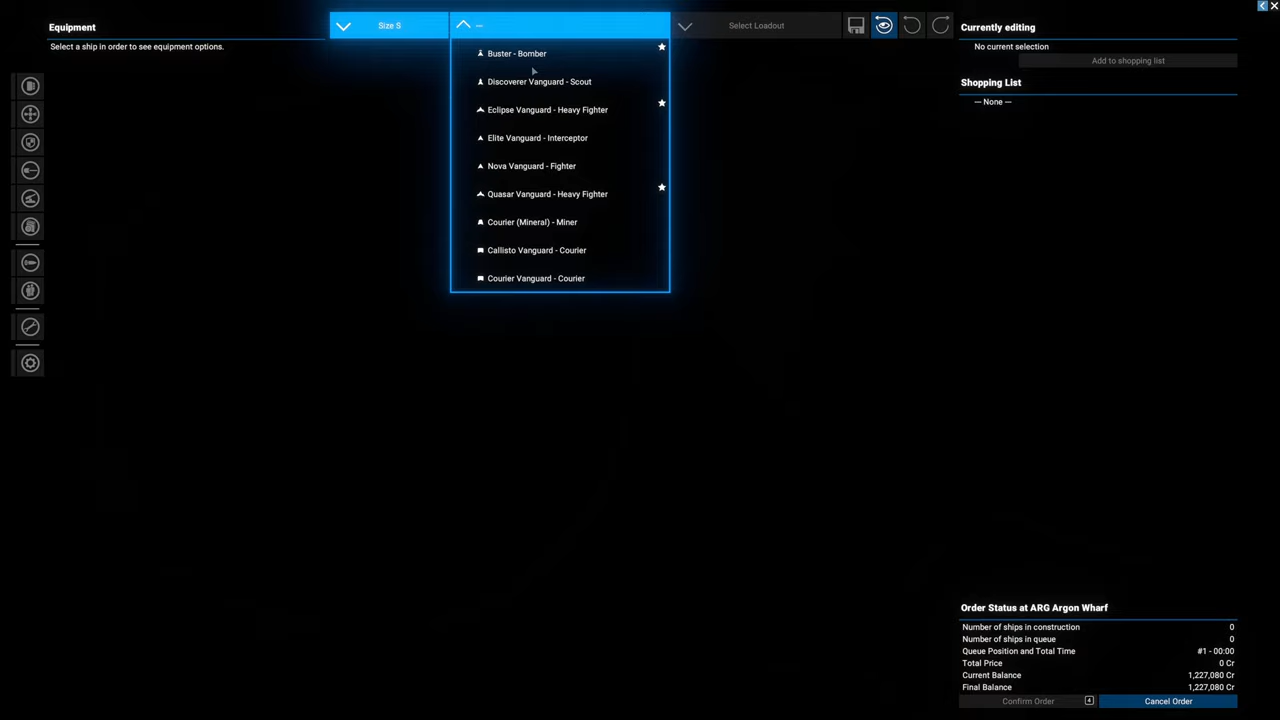 Equipment
Select a ship in order to see equipment options.
Size S
—
Select Loadout
Buster - Bomber
Discoverer Vanguard - Scout
Eclipse Vanguard - Heavy Fighter
Elite Vanguard - Interceptor
Nova Vanguard - Fighter
Quasar Vanguard - Heavy Fighter
Courier (Mineral) - Miner
Callisto Vanguard - Courier
Courier Vanguard - Courier
Currently editing
No current selection
Add to shopping list
Shopping List
— None —
Order Status at ARG Argon Wharf
Number of ships in construction 0
Number of ships in queue 0
Queue Position and Total Time #1 - 00:00
Total Price 0 Cr
Current Balance 1,227,080 Cr
Final Balance 1,227,080 Cr
Confirm Order
Cancel Order